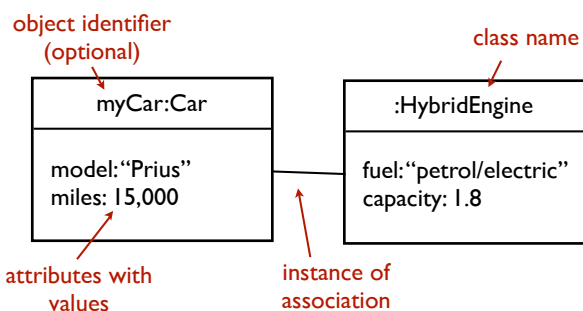 object identifier
(optional)
class name
myCar:Car
:HybridEngine
model:“Prius”
miles: 15,000
fuel:“petrol/electric”
capacity: 1.8
attributes with
values
instance of
association